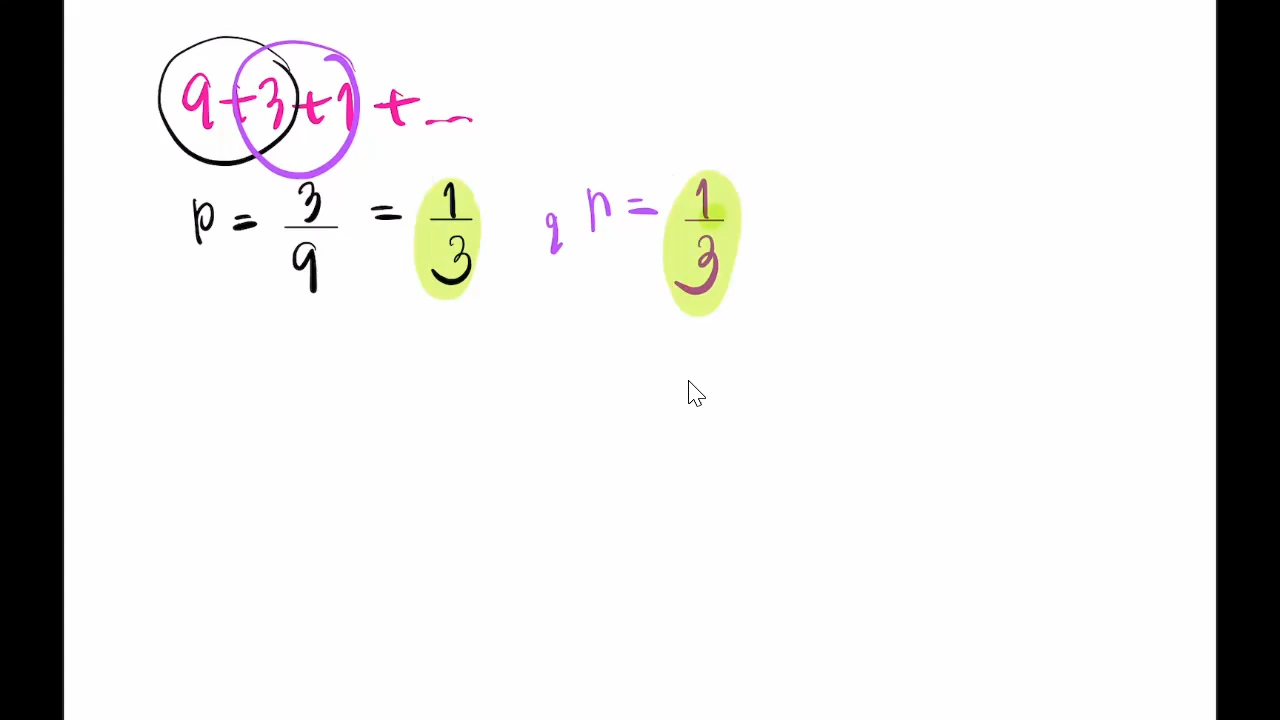 9+3+1+...
r = 3/9 = 1/3 , r = 1/3